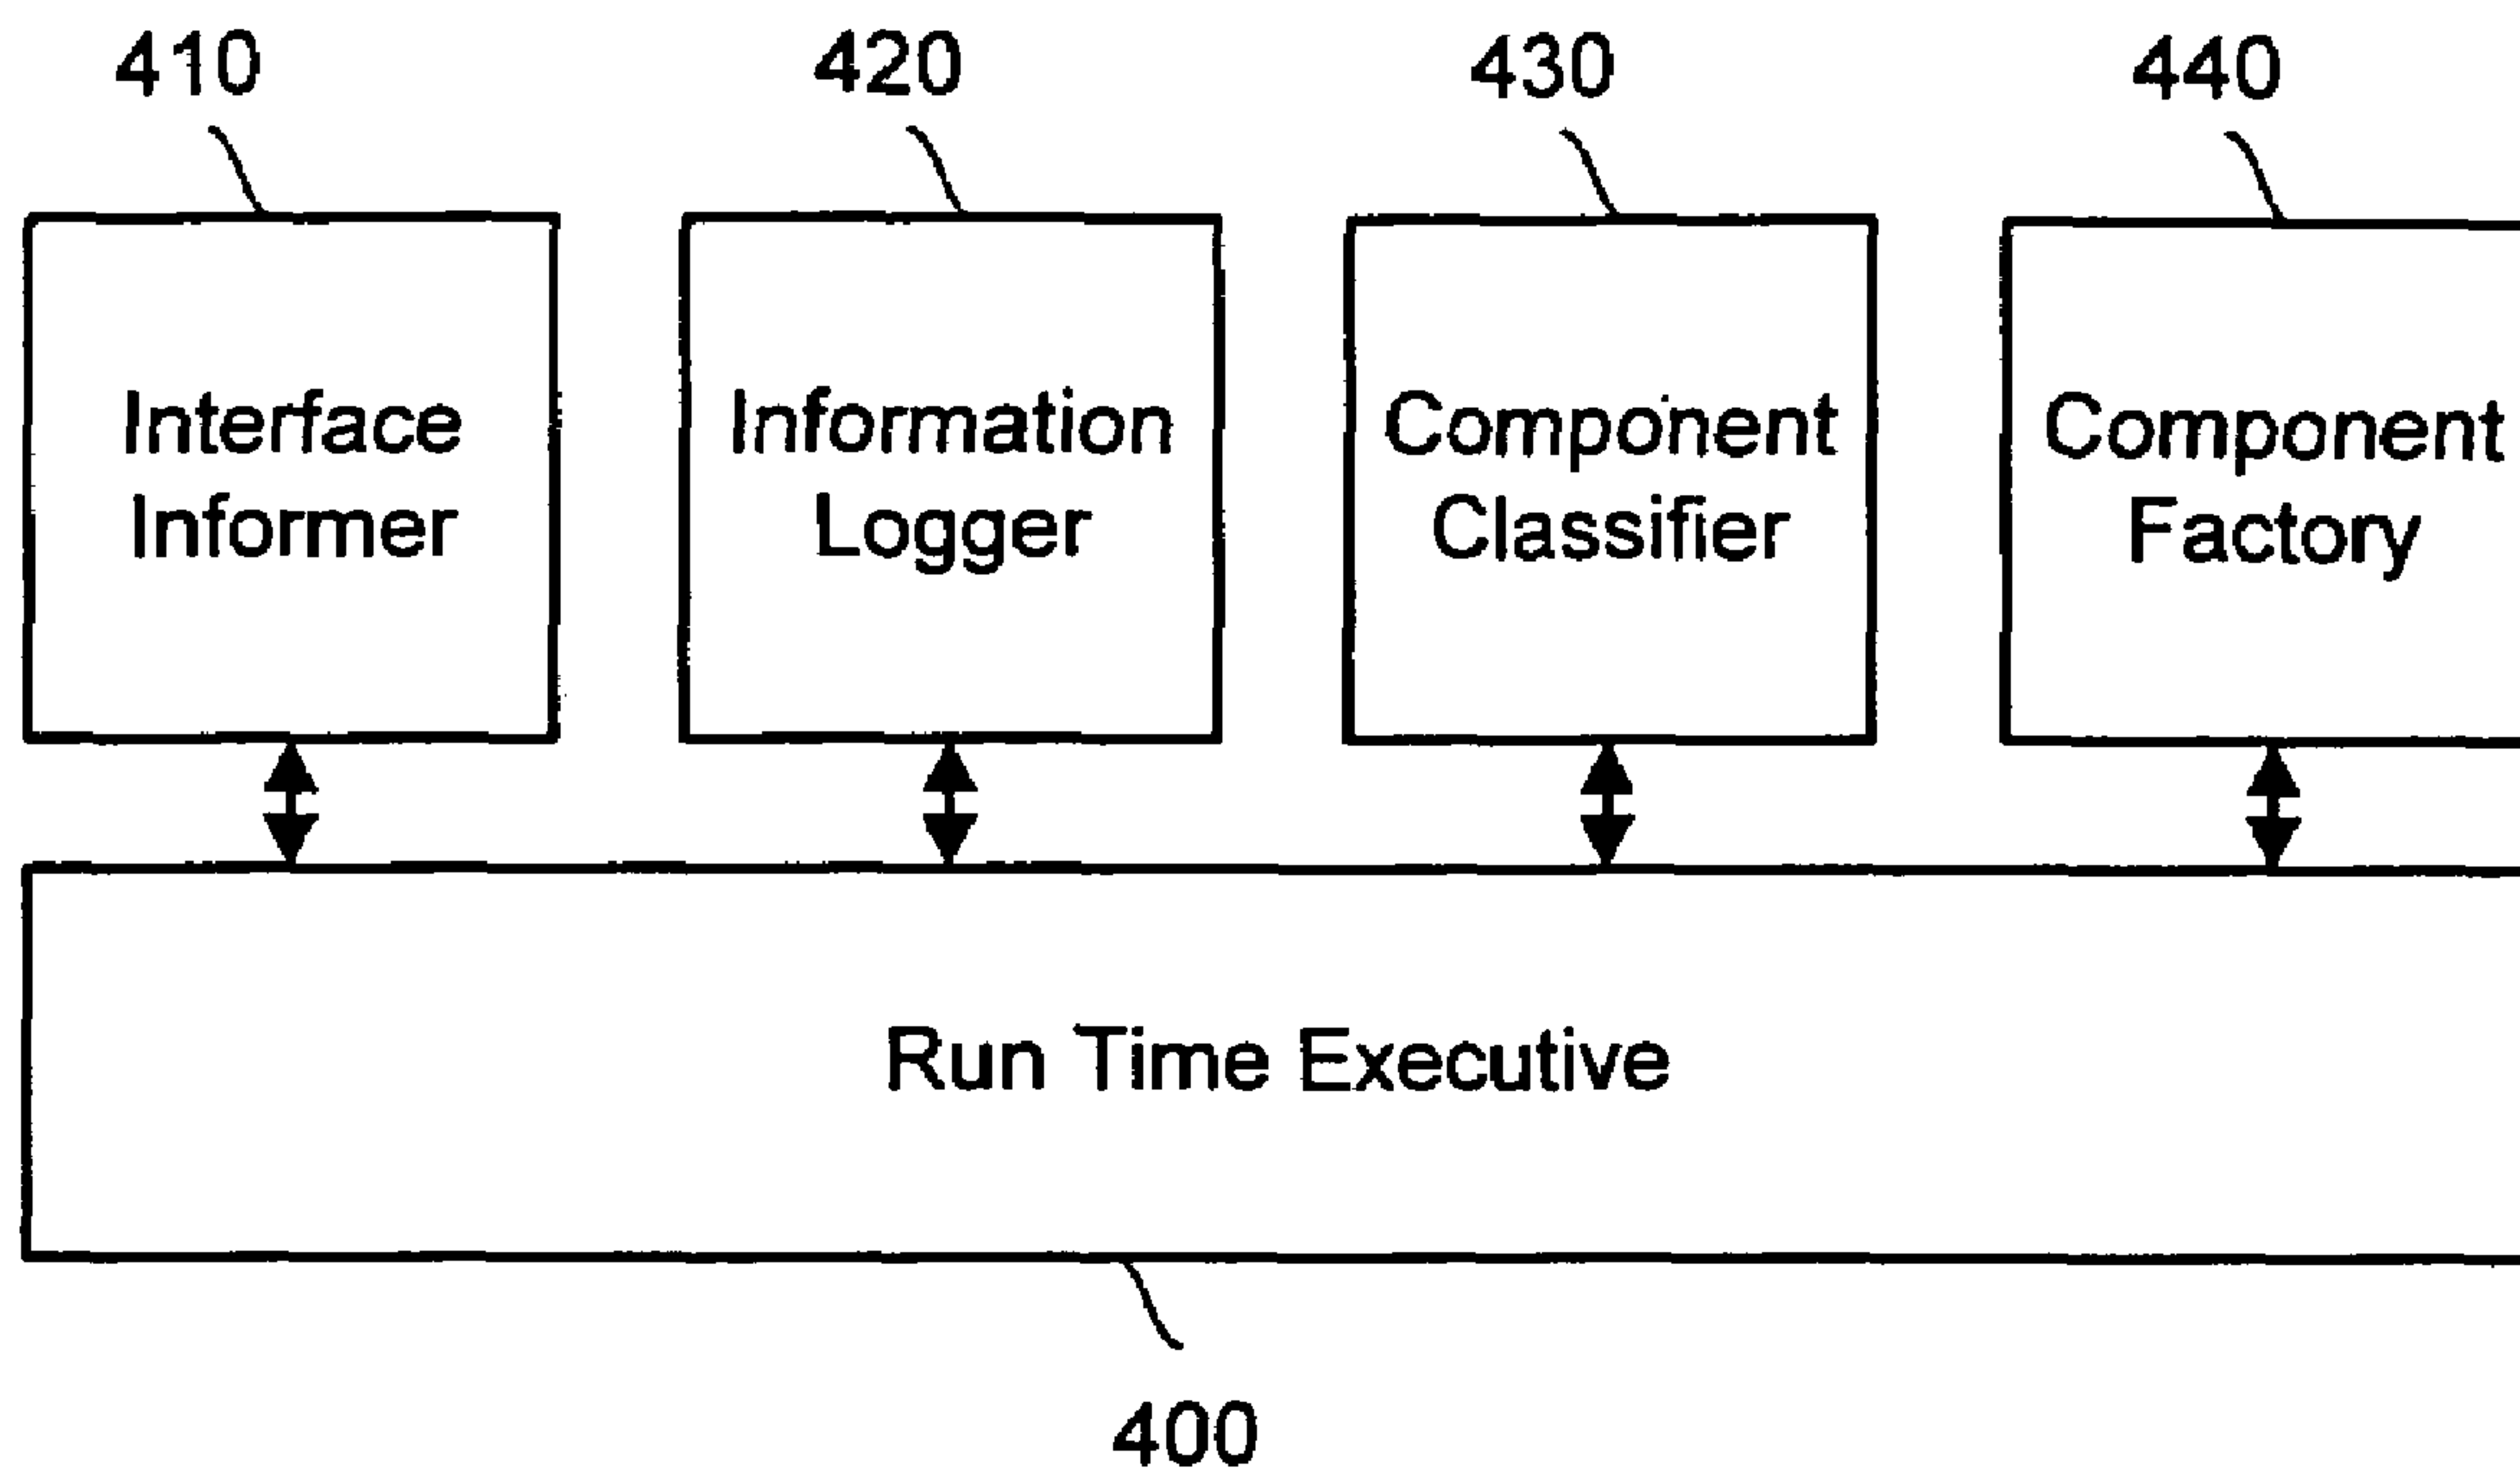 410
420
430
440
Interface
Informer
Information
Logger
Component
Classifier
Component
Factory
Run Time Executive
400